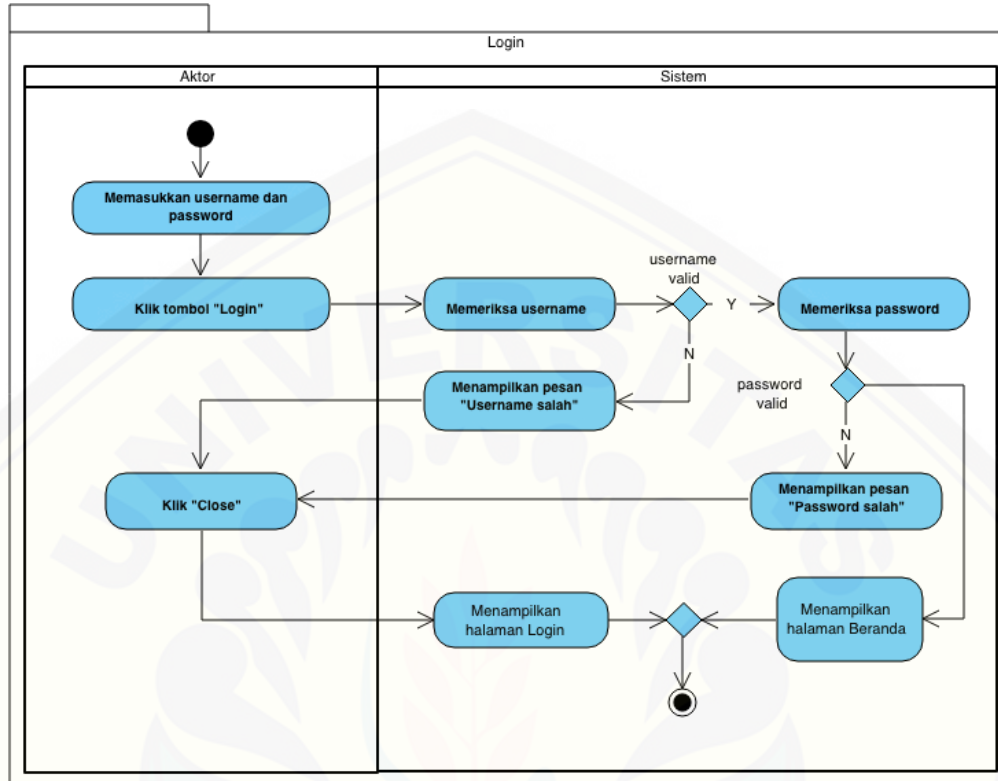 Login
Aktor
Sistem
Memasukkan username dan
password
Klik tombol "Login"
Memeriksa username
username
valid
Y
Memeriksa password
N
Menampilkan pesan
"Username salah"
password
valid
N
Klik "Close"
Menampilkan pesan
"Password salah"
Menampilkan
halaman Login
Menampilkan
halaman Beranda
UNIVERSITAS